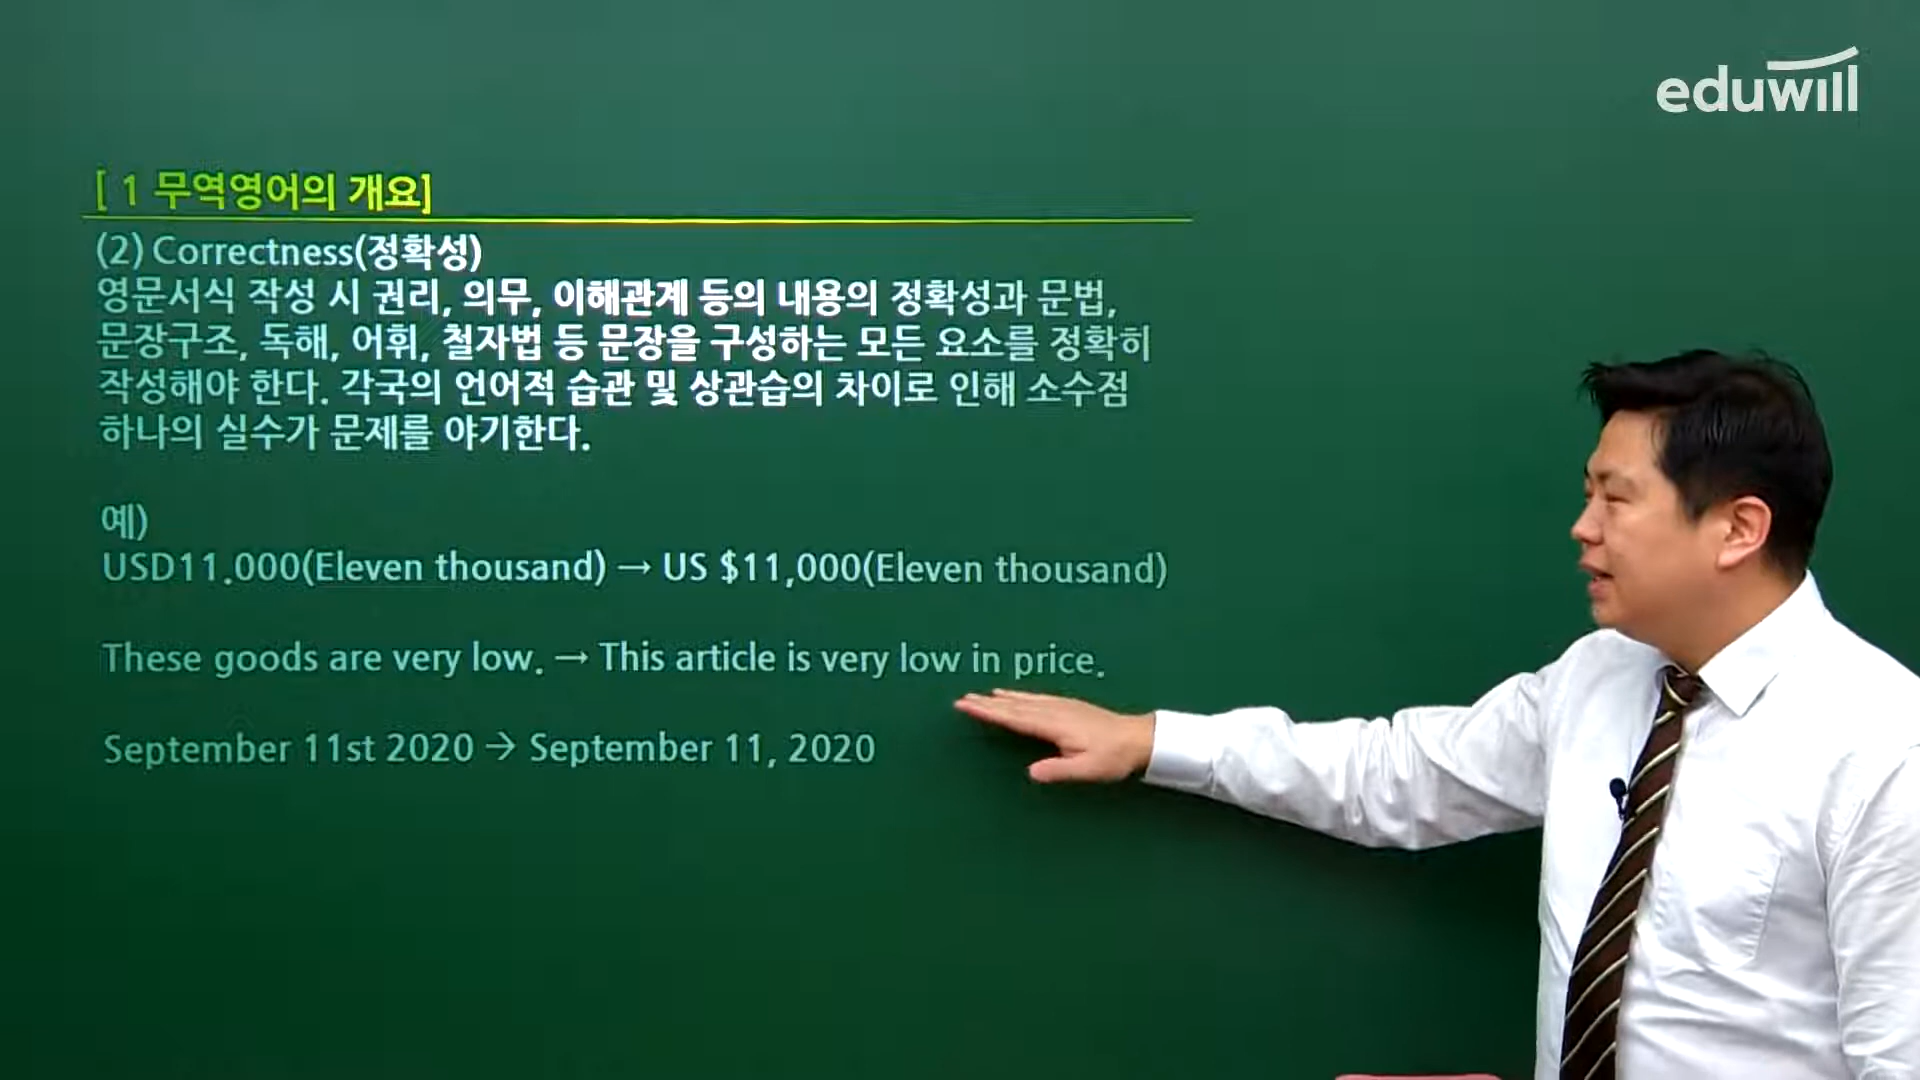 eduwill
[ 1 무역영어의 개요]
(2) Correctness(정확성)
영문서식 작성 시 권리, 의무, 이해관계 등의 내용의 정확성과 문법,
문장구조, 독해, 어휘, 철자법 등 문장을 구성하는 모든 요소를 정확히
작성해야 한다. 각국의 언어적 습관 및 상관습의 차이로 인해 소수점
하나의 실수가 문제를 야기한다.
예)
USD11.000(Eleven thousand) → US $11,000(Eleven thousand)
These goods are very low. → This article is very low in price.
September 11st 2020 → September 11, 2020